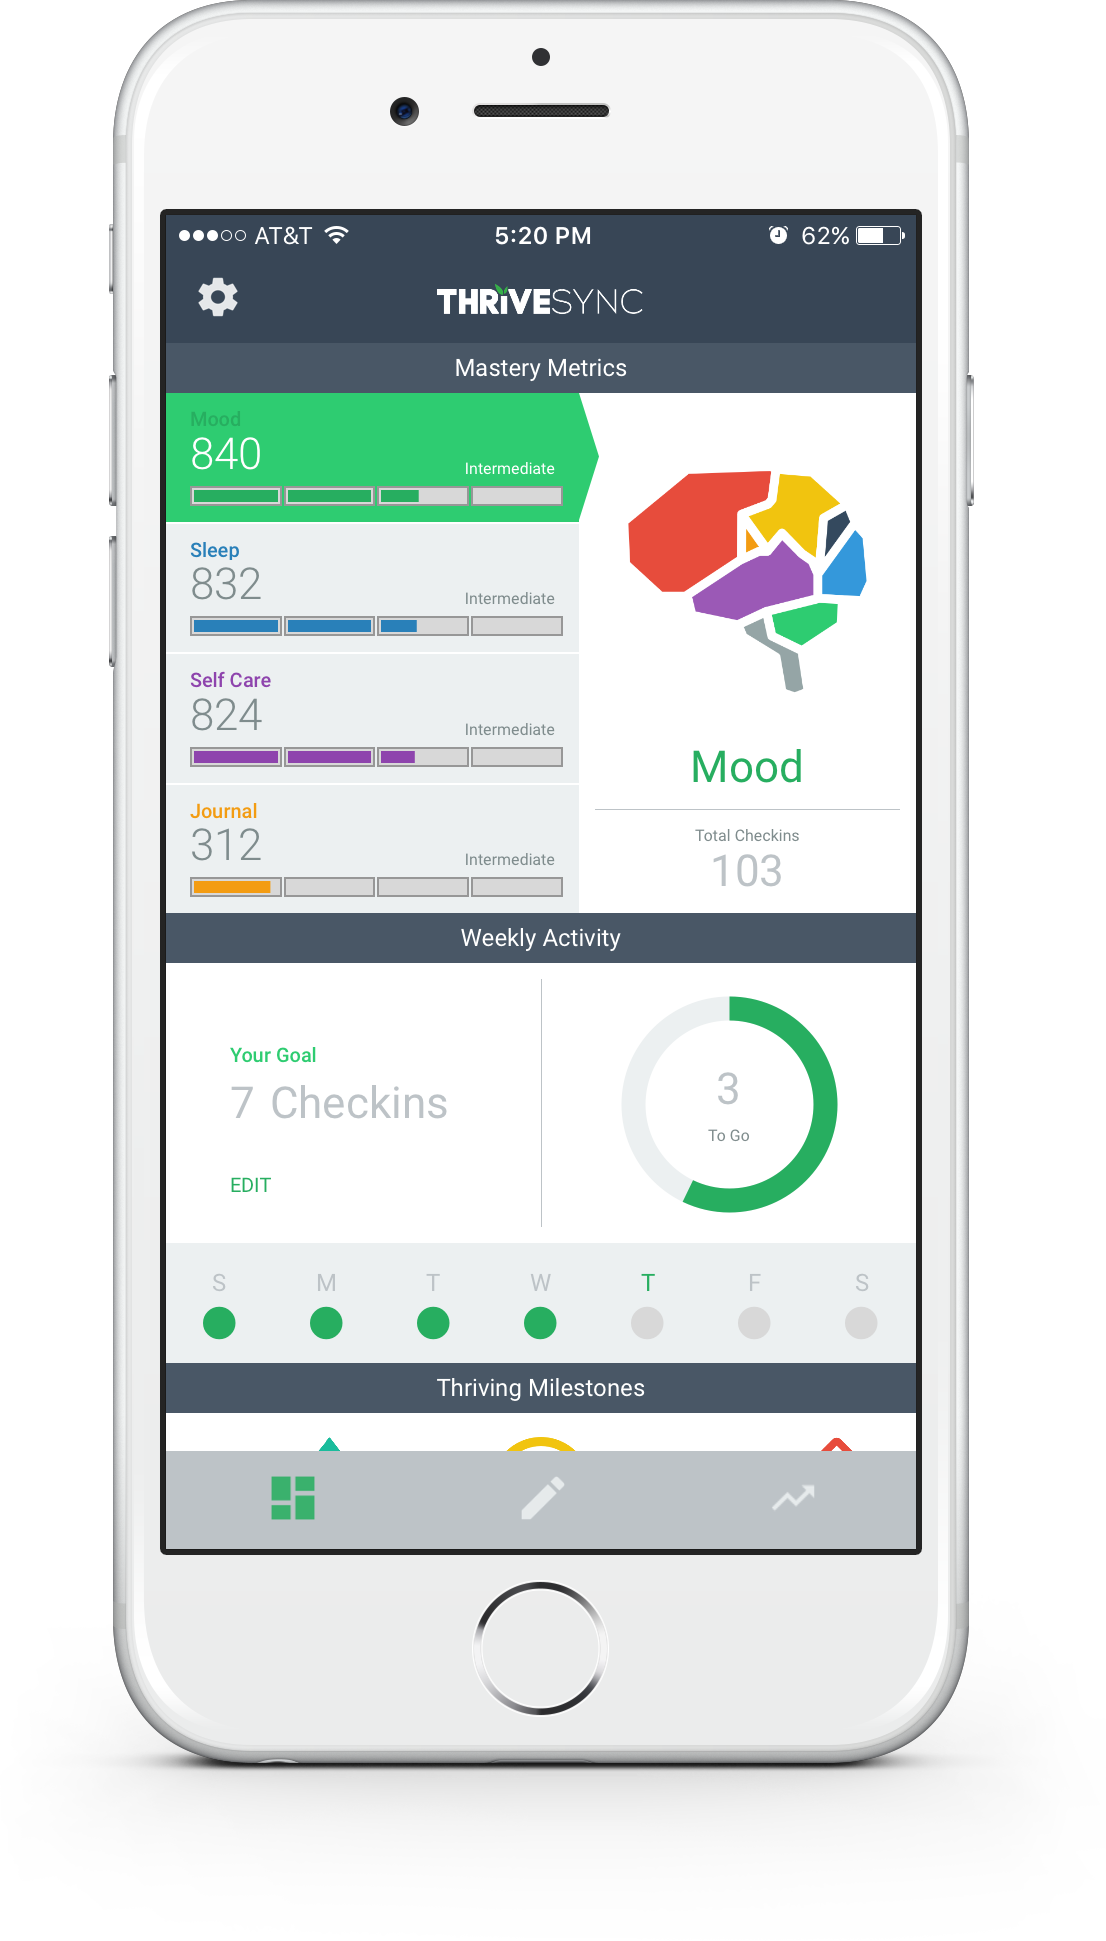 AT&T 5:20 PM 62%
THRIVESYNC
Mastery Metrics
Mood
840
Intermediate
Sleep
832
Intermediate
Self Care
824
Intermediate
Journal
312
Intermediate
Mood
Total Checkins
103
Weekly Activity
Your Goal
7 Checkins
EDIT
3
To Go
S M T W T F S
Thriving Milestones